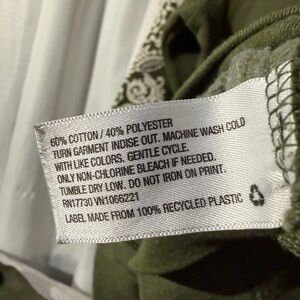 60% COTTON / 40% POLYESTER
TURN GARMENT INDISE OUT. MACHINE WASH COLD
WITH LIKE COLORS. GENTLE CYCLE.
ONLY NON-CHLORINE BLEACH IF NEEDED.
TUMBLE DRY LOW. DO NOT IRON ON PRINT.
RN17730 VN1066221
LABEL MADE FROM 100% RECYCLED PLASTIC